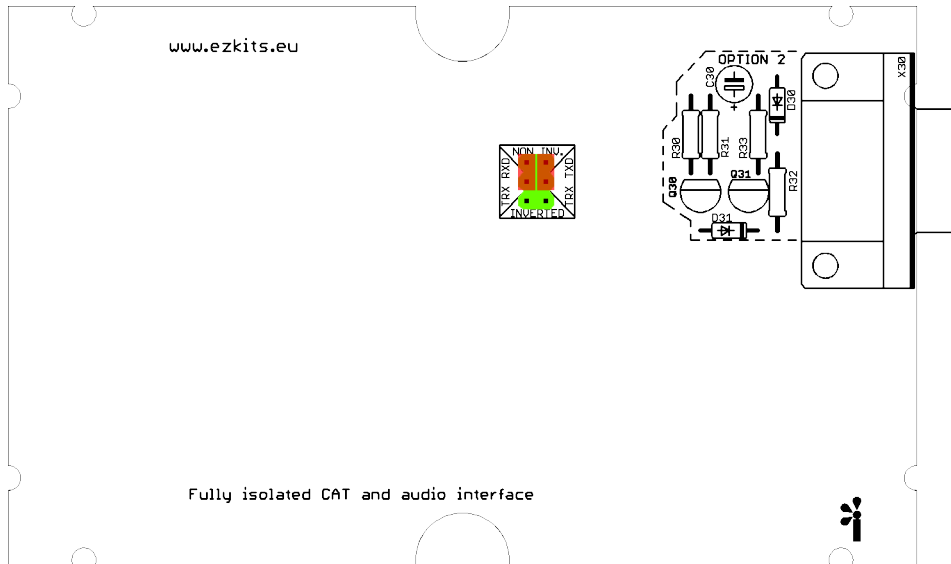 www.ezkits.eu
OPTION 2
C30
X30
D30
R30
R31
R33
NON INV.
TRX RXD
TRX TXD
INVERTED
Q30
Q31
R32
D31
Fully isolated CAT and audio interface